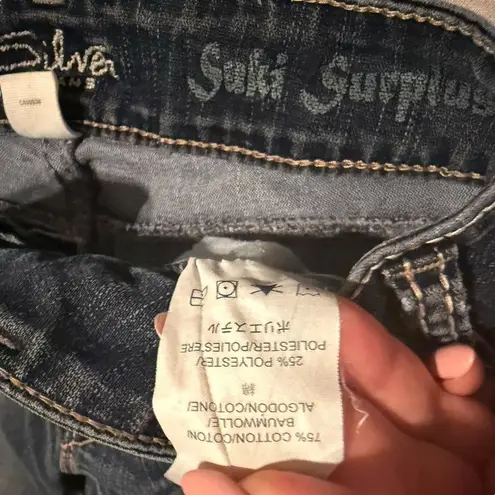 Silver
Suki Surplus
75% COTTON/COTON/
BAUMWOLLE/
ALGODÓN/COTONE/
綿
25% POLYESTER/
POLIESTER/POLIESTERE
ポリエステル